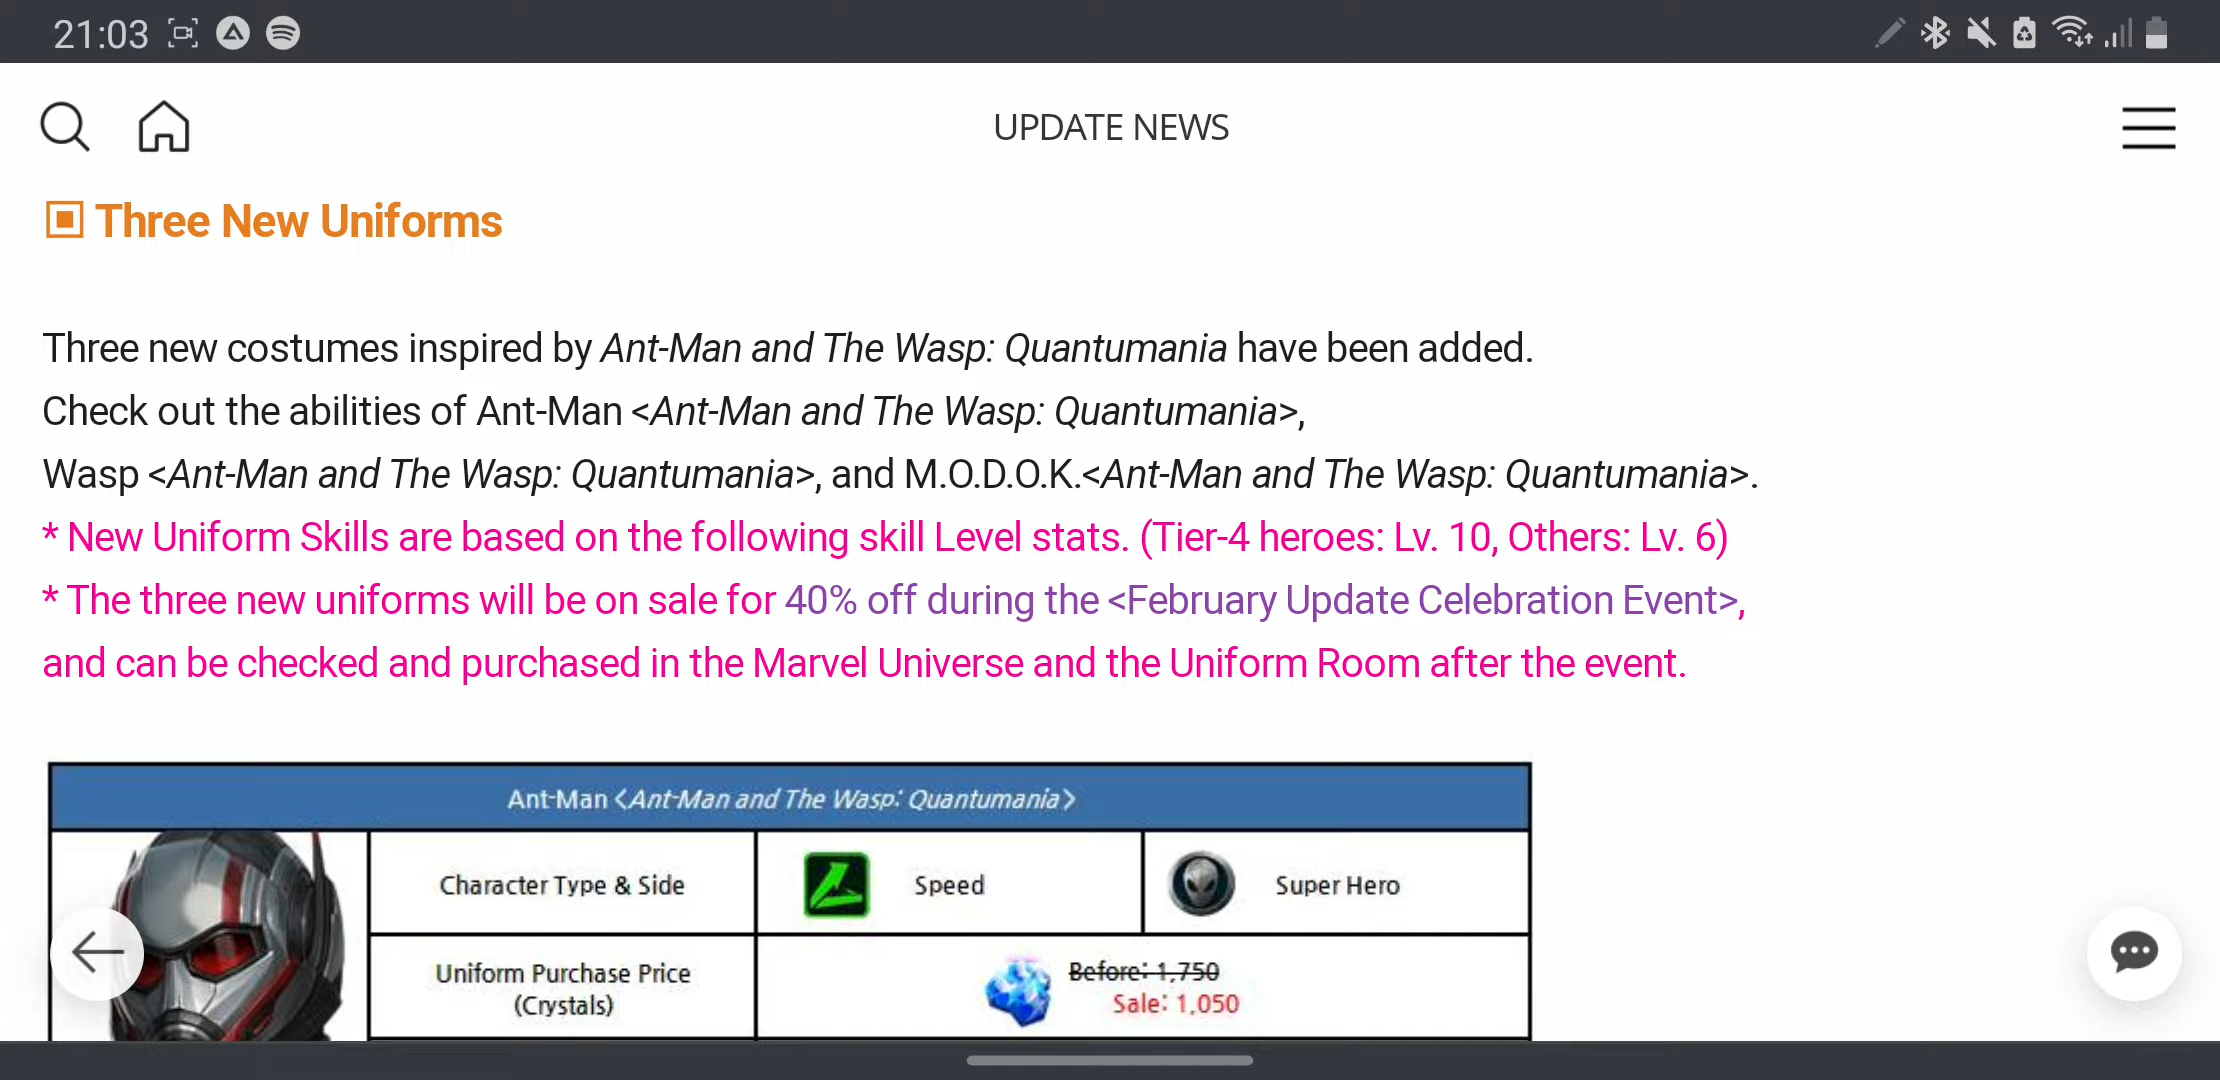 21:03
UPDATE NEWS
Three New Uniforms
Three new costumes inspired by Ant-Man and The Wasp: Quantumania have been added.
Check out the abilities of Ant-Man <Ant-Man and The Wasp: Quantumania>,
Wasp <Ant-Man and The Wasp: Quantumania>, and M.O.D.O.K.<Ant-Man and The Wasp: Quantumania>.
* New Uniform Skills are based on the following skill Level stats. (Tier-4 heroes: Lv. 10, Others: Lv. 6)
* The three new uniforms will be on sale for 40% off during the <February Update Celebration Event>,
and can be checked and purchased in the Marvel Universe and the Uniform Room after the event.
Ant-Man <Ant-Man and The Wasp: Quantumania>
Character Type & Side
Speed
Super Hero
Uniform Purchase Price
(Crystals)
Before: 1,750
Sale: 1,050